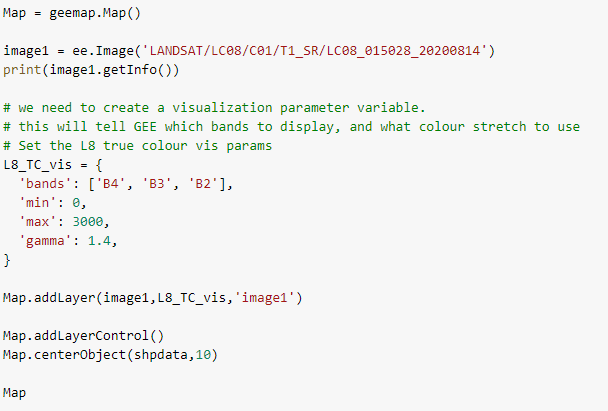 Map = geemap.Map()

image1 = ee.Image('LANDSAT/LC08/C01/T1_SR/LC08_015028_20200814')
print(image1.getInfo())

# we need to create a visualization parameter variable.
# this will tell GEE which bands to display, and what colour stretch to use
# Set the L8 true colour vis params
L8_TC_vis = {
  'bands': ['B4', 'B3', 'B2'],
  'min': 0,
  'max': 3000,
  'gamma': 1.4,
}

Map.addLayer(image1,L8_TC_vis,'image1')

Map.addLayerControl()
Map.centerObject(shpdata,10)

Map